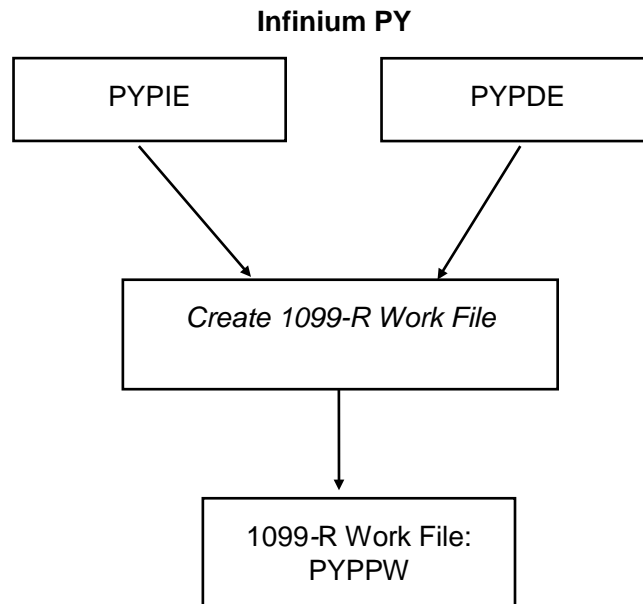 Infinium PY
PYPIE
PYPDE
Create 1099-R Work File
1099-R Work File:
PYPPW